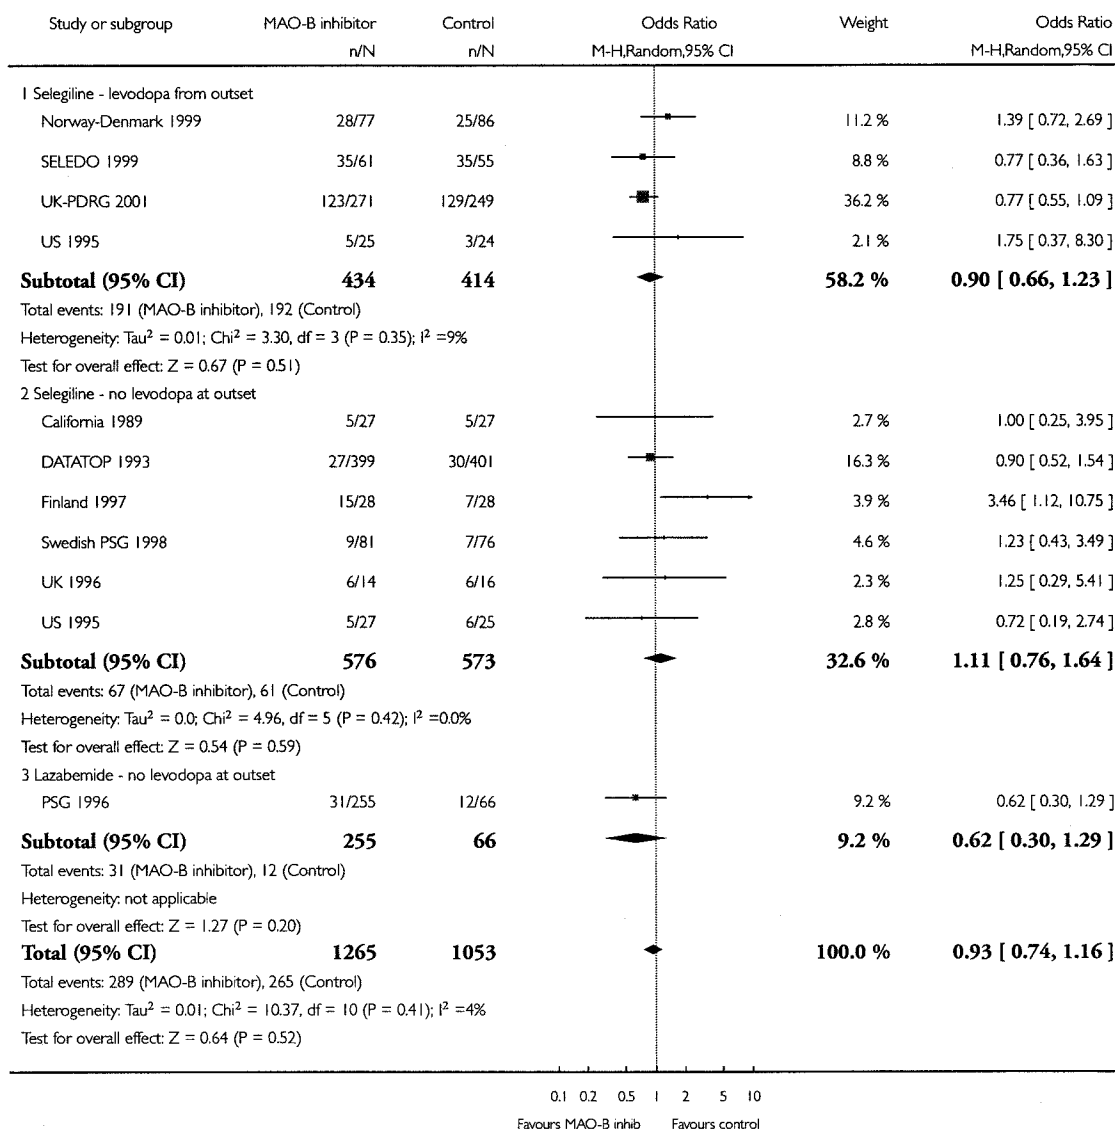 Study or subgroup MAO-B inhibitor Control Odds Ratio Weight Odds Ratio
n/N n/N M-H,Random,95% CI M-H,Random,95% CI
1 Selegiline - levodopa from outset
Norway-Denmark 1999 28/77 25/86 11.2 % 1.39 [ 0.72, 2.69 ]
SELEDO 1999 35/61 35/55 8.8 % 0.77 [ 0.36, 1.63 ]
UK-PDRG 2001 123/271 129/249 36.2 % 0.77 [ 0.55, 1.09 ]
US 1995 5/25 3/24 2.1 % 1.75 [ 0.37, 8.30 ]
Subtotal (95% CI) 434 414 58.2 % 0.90 [ 0.66, 1.23 ]
Total events: 191 (MAO-B inhibitor), 192 (Control)
Heterogeneity: Tau² = 0.01; Chi² = 3.30, df = 3 (P = 0.35); I² =9%
Test for overall effect: Z = 0.67 (P = 0.51)
2 Selegiline - no levodopa at outset
California 1989 5/27 5/27 2.7 % 1.00 [ 0.25, 3.95 ]
DATATOP 1993 27/399 30/401 16.3 % 0.90 [ 0.52, 1.54 ]
Finland 1997 15/28 7/28 3.9 % 3.46 [ 1.12, 10.75 ]
Swedish PSG 1998 9/81 7/76 4.6 % 1.23 [ 0.43, 3.49 ]
UK 1996 6/14 6/16 2.3 % 1.25 [ 0.29, 5.41 ]
US 1995 5/27 6/25 2.8 % 0.72 [ 0.19, 2.74 ]
Subtotal (95% CI) 576 573 32.6 % 1.11 [ 0.76, 1.64 ]
Total events: 67 (MAO-B inhibitor), 61 (Control)
Heterogeneity: Tau² = 0.0; Chi² = 4.96, df = 5 (P = 0.42); I² =0.0%
Test for overall effect: Z = 0.54 (P = 0.59)
3 Lazabemide - no levodopa at outset
PSG 1996 31/255 12/66 9.2 % 0.62 [ 0.30, 1.29 ]
Subtotal (95% CI) 255 66 9.2 % 0.62 [ 0.30, 1.29 ]
Total events: 31 (MAO-B inhibitor), 12 (Control)
Heterogeneity: not applicable
Test for overall effect: Z = 1.27 (P = 0.20)
Total (95% CI) 1265 1053 100.0 % 0.93 [ 0.74, 1.16 ]
Total events: 289 (MAO-B inhibitor), 265 (Control)
Heterogeneity: Tau² = 0.01; Chi² = 10.37, df = 10 (P = 0.41); I² =4%
Test for overall effect: Z = 0.64 (P = 0.52)
0.1 0.2 0.5 1 2 5 10
Favours MAO-B inhib Favours control